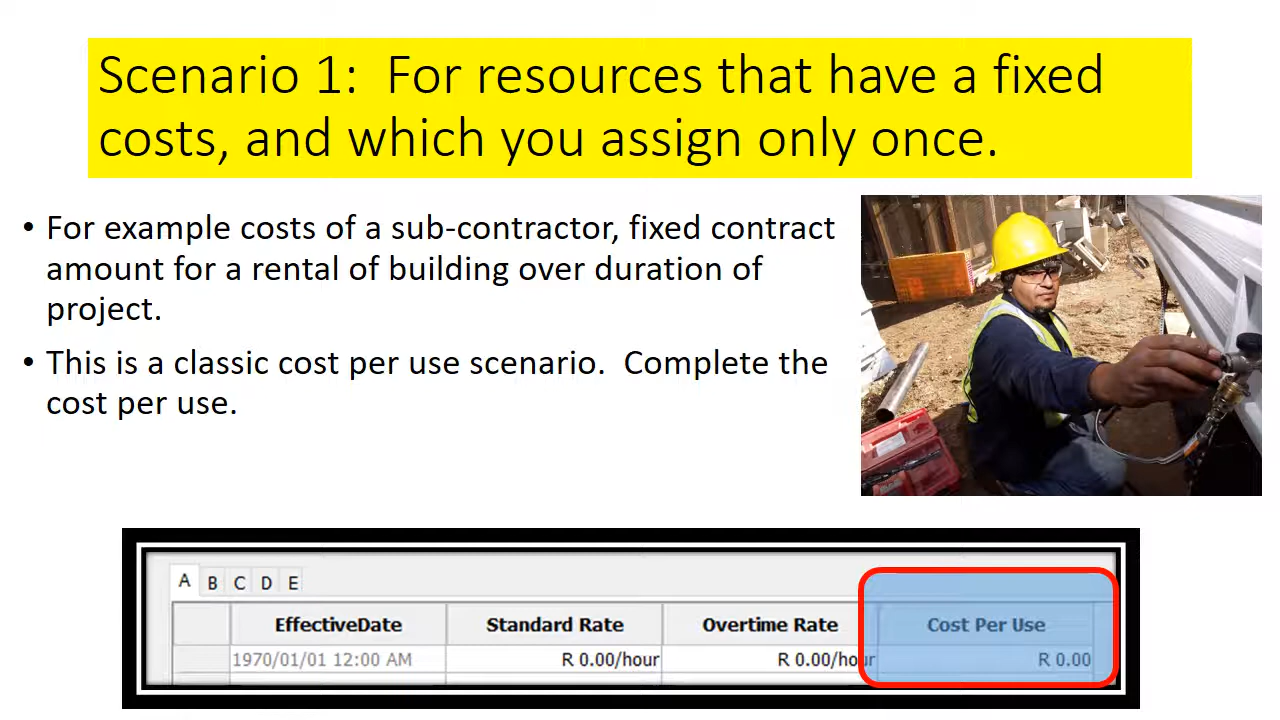 Scenario 1:  For resources that have a fixed
costs, and which you assign only once.
• For example costs of a sub-contractor, fixed contract
amount for a rental of building over duration of
project.
• This is a classic cost per use scenario.  Complete the
cost per use.
A B C D E
EffectiveDate Standard Rate Overtime Rate Cost Per Use
1970/01/01 12:00 AM R 0.00/hour R 0.00/hour R 0.00